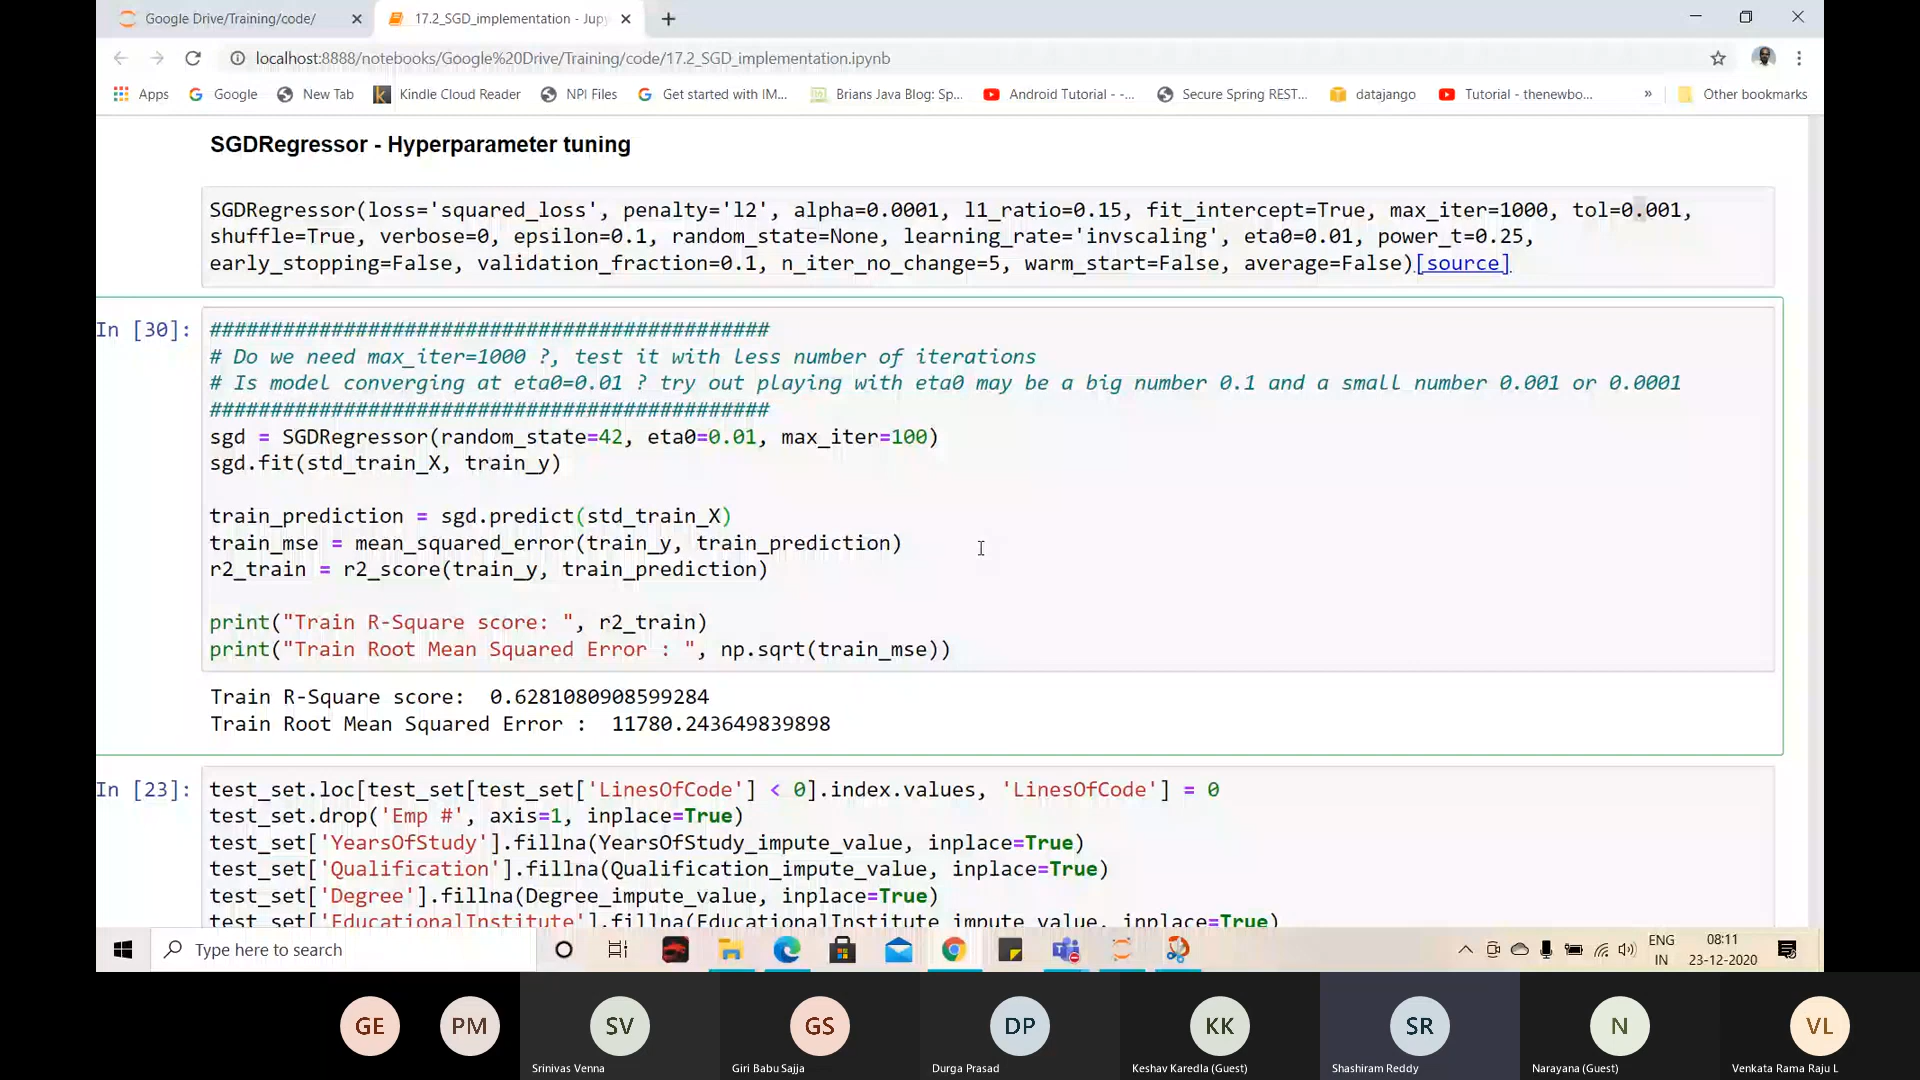 Google Drive/Training/code/
17.2_SGD_implementation - Jupy
localhost:8888/notebooks/Google%20Drive/Training/code/17.2_SGD_implementation.ipynb
Apps Google New Tab Kindle Cloud Reader NPI Files Get started with IM... Brians Java Blog: Sp... Android Tutorial - -... Secure Spring REST... datajango Tutorial - thenewbo... » Other bookmarks
SGDRegressor - Hyperparameter tuning
SGDRegressor(loss='squared_loss', penalty='l2', alpha=0.0001, l1_ratio=0.15, fit_intercept=True, max_iter=1000, tol=0.001,
shuffle=True, verbose=0, epsilon=0.1, random_state=None, learning_rate='invscaling', eta0=0.01, power_t=0.25,
early_stopping=False, validation_fraction=0.1, n_iter_no_change=5, warm_start=False, average=False)[source]
In [30]:
##############################################
# Do we need max_iter=1000 ?, test it with less number of iterations
# Is model converging at eta0=0.01 ? try out playing with eta0 may be a big number 0.1 and a small number 0.001 or 0.0001
##############################################
sgd = SGDRegressor(random_state=42, eta0=0.01, max_iter=100)
sgd.fit(std_train_X, train_y)
train_prediction = sgd.predict(std_train_X)
train_mse = mean_squared_error(train_y, train_prediction)
r2_train = r2_score(train_y, train_prediction)
print("Train R-Square score: ", r2_train)
print("Train Root Mean Squared Error : ", np.sqrt(train_mse))
Train R-Square score:  0.6281080908599284
Train Root Mean Squared Error :  11780.243649839898
In [23]:
test_set.loc[test_set[test_set['LinesOfCode'] < 0].index.values, 'LinesOfCode'] = 0
test_set.drop('Emp #', axis=1, inplace=True)
test_set['YearsOfStudy'].fillna(YearsOfStudy_impute_value, inplace=True)
test_set['Qualification'].fillna(Qualification_impute_value, inplace=True)
test_set['Degree'].fillna(Degree_impute_value, inplace=True)
test_set['EducationalInstitute'].fillna(EducationalInstitute_impute_value, inplace=True)
Type here to search
ENG
IN
08:11
23-12-2020
GE PM SV GS DP KK SR N VL
Srinivas Venna
Giri Babu Sajja
Durga Prasad
Keshav Karedla (Guest)
Shashiram Reddy
Narayana (Guest)
Venkata Rama Raju L